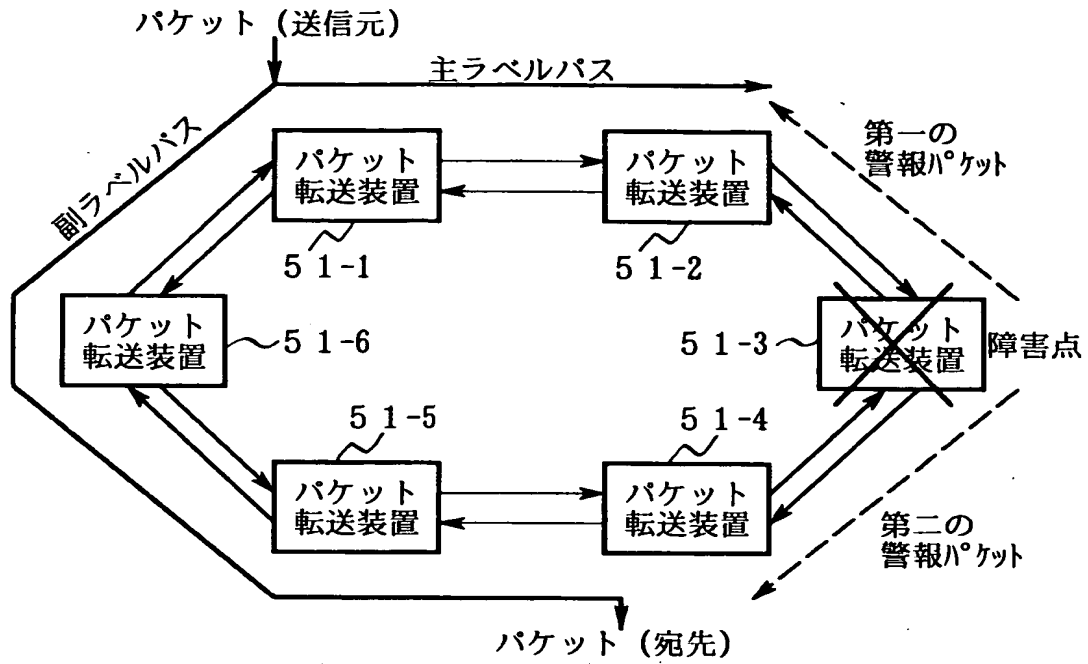 パケット (送信元)
主ラベルパス
副ラベルパス
第一の
警報パケット
パケット
転送装置
51-1
パケット
転送装置
51-2
パケット
転送装置
51-6
51-3
パケット
転送装置
障害点
51-5
パケット
転送装置
51-4
パケット
転送装置
第二の
警報パケット
パケット (宛先)